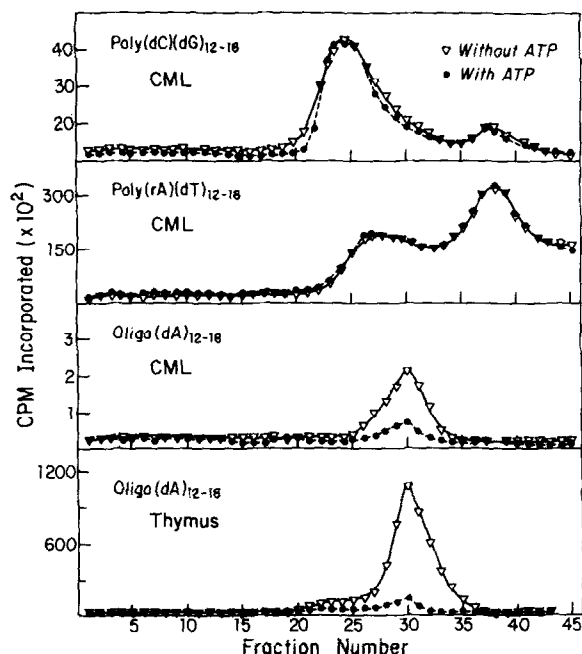 Poly(dC)(dG)12-18
CML
▽ Without ATP
• With ATP
40
30
20
Poly(rA)(dT)12-18
CML
300
150
Oligo(dA)12-18
CML
3
2
1
Oligo(dA)12-18
Thymus
1200
600
CPM Incorporated (x 10²)
5 10 15 20 25 30 35 40 45
Fraction Number